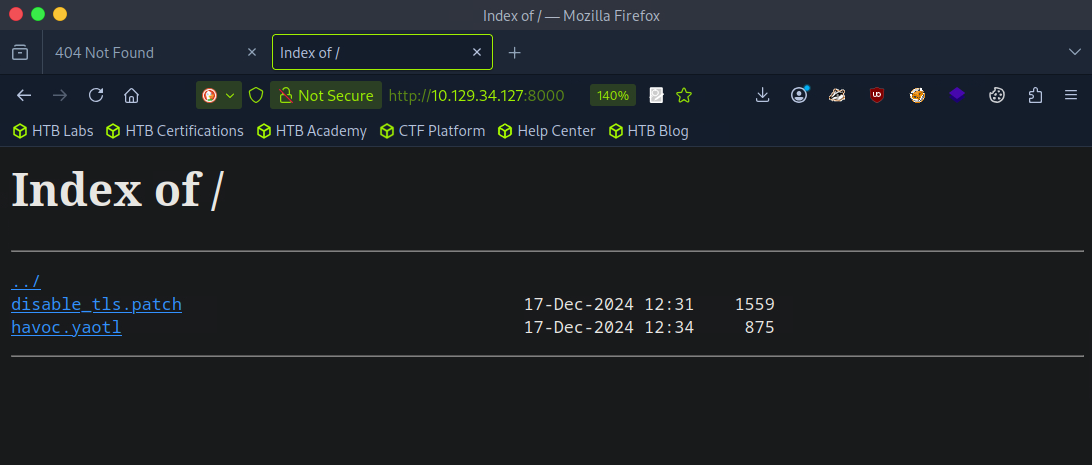 Index of / — Mozilla Firefox
404 Not Found
Index of /
Not Secure http://10.129.34.127:8000 140%
HTB Labs HTB Certifications HTB Academy CTF Platform Help Center HTB Blog
Index of /
../
disable_tls.patch 17-Dec-2024 12:31 1559
havoc.yaotl 17-Dec-2024 12:34 875